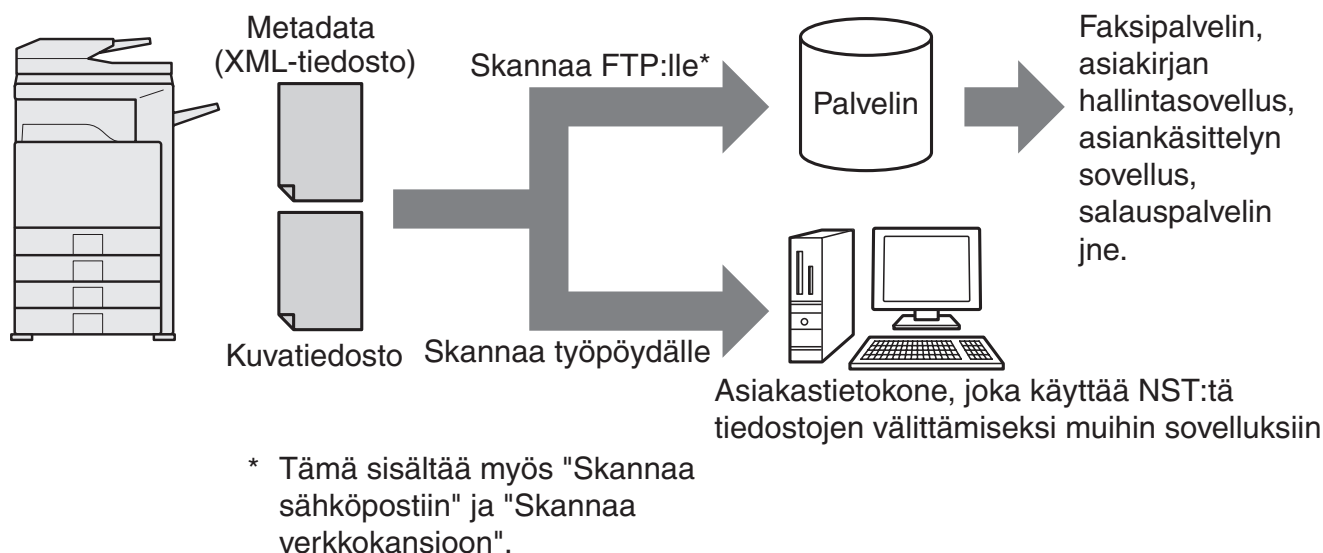 Metadata
(XML-tiedosto)
Skannaa FTP:lle*
Palvelin
Faksipalvelin,
asiakirjan
hallintasovellus,
asiankäsittelyn
sovellus,
salauspalvelin
jne.
Kuvatiedosto
Skannaa työpöydälle
Asiakastietokone, joka käyttää NST:tä
tiedostojen välittämiseksi muihin sovelluksiin
* Tämä sisältää myös "Skannaa
sähköpostiin" ja "Skannaa
verkkokansioon".